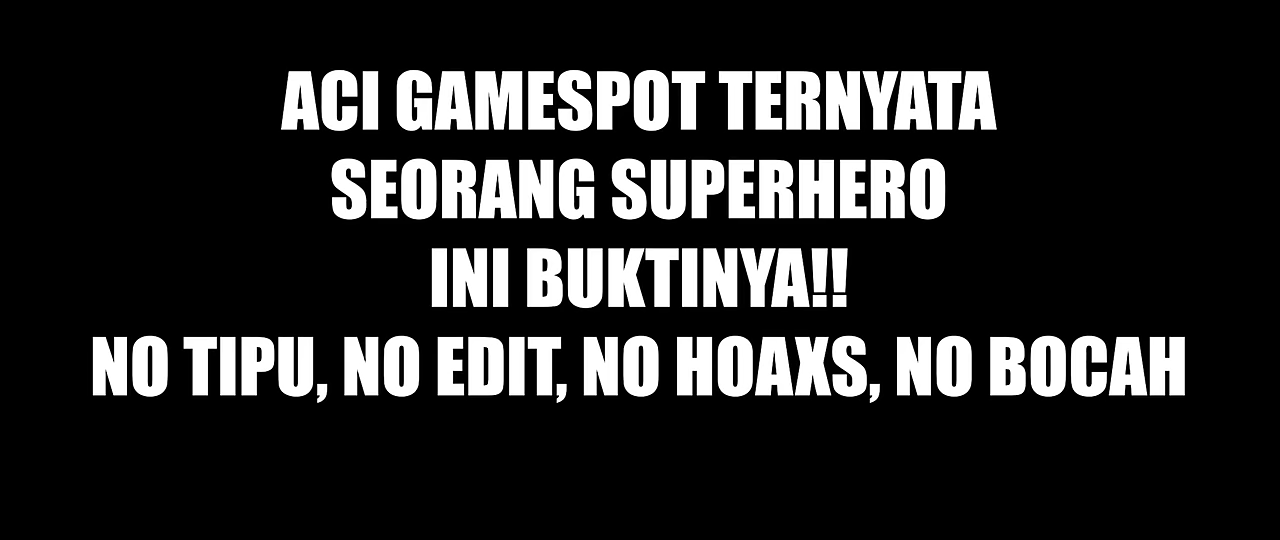 ACI GAMESPOT TERNYATA
SEORANG SUPERHERO
INI BUKTINYA!!
NO TIPU, NO EDIT, NO HOAXS, NO BOCAH